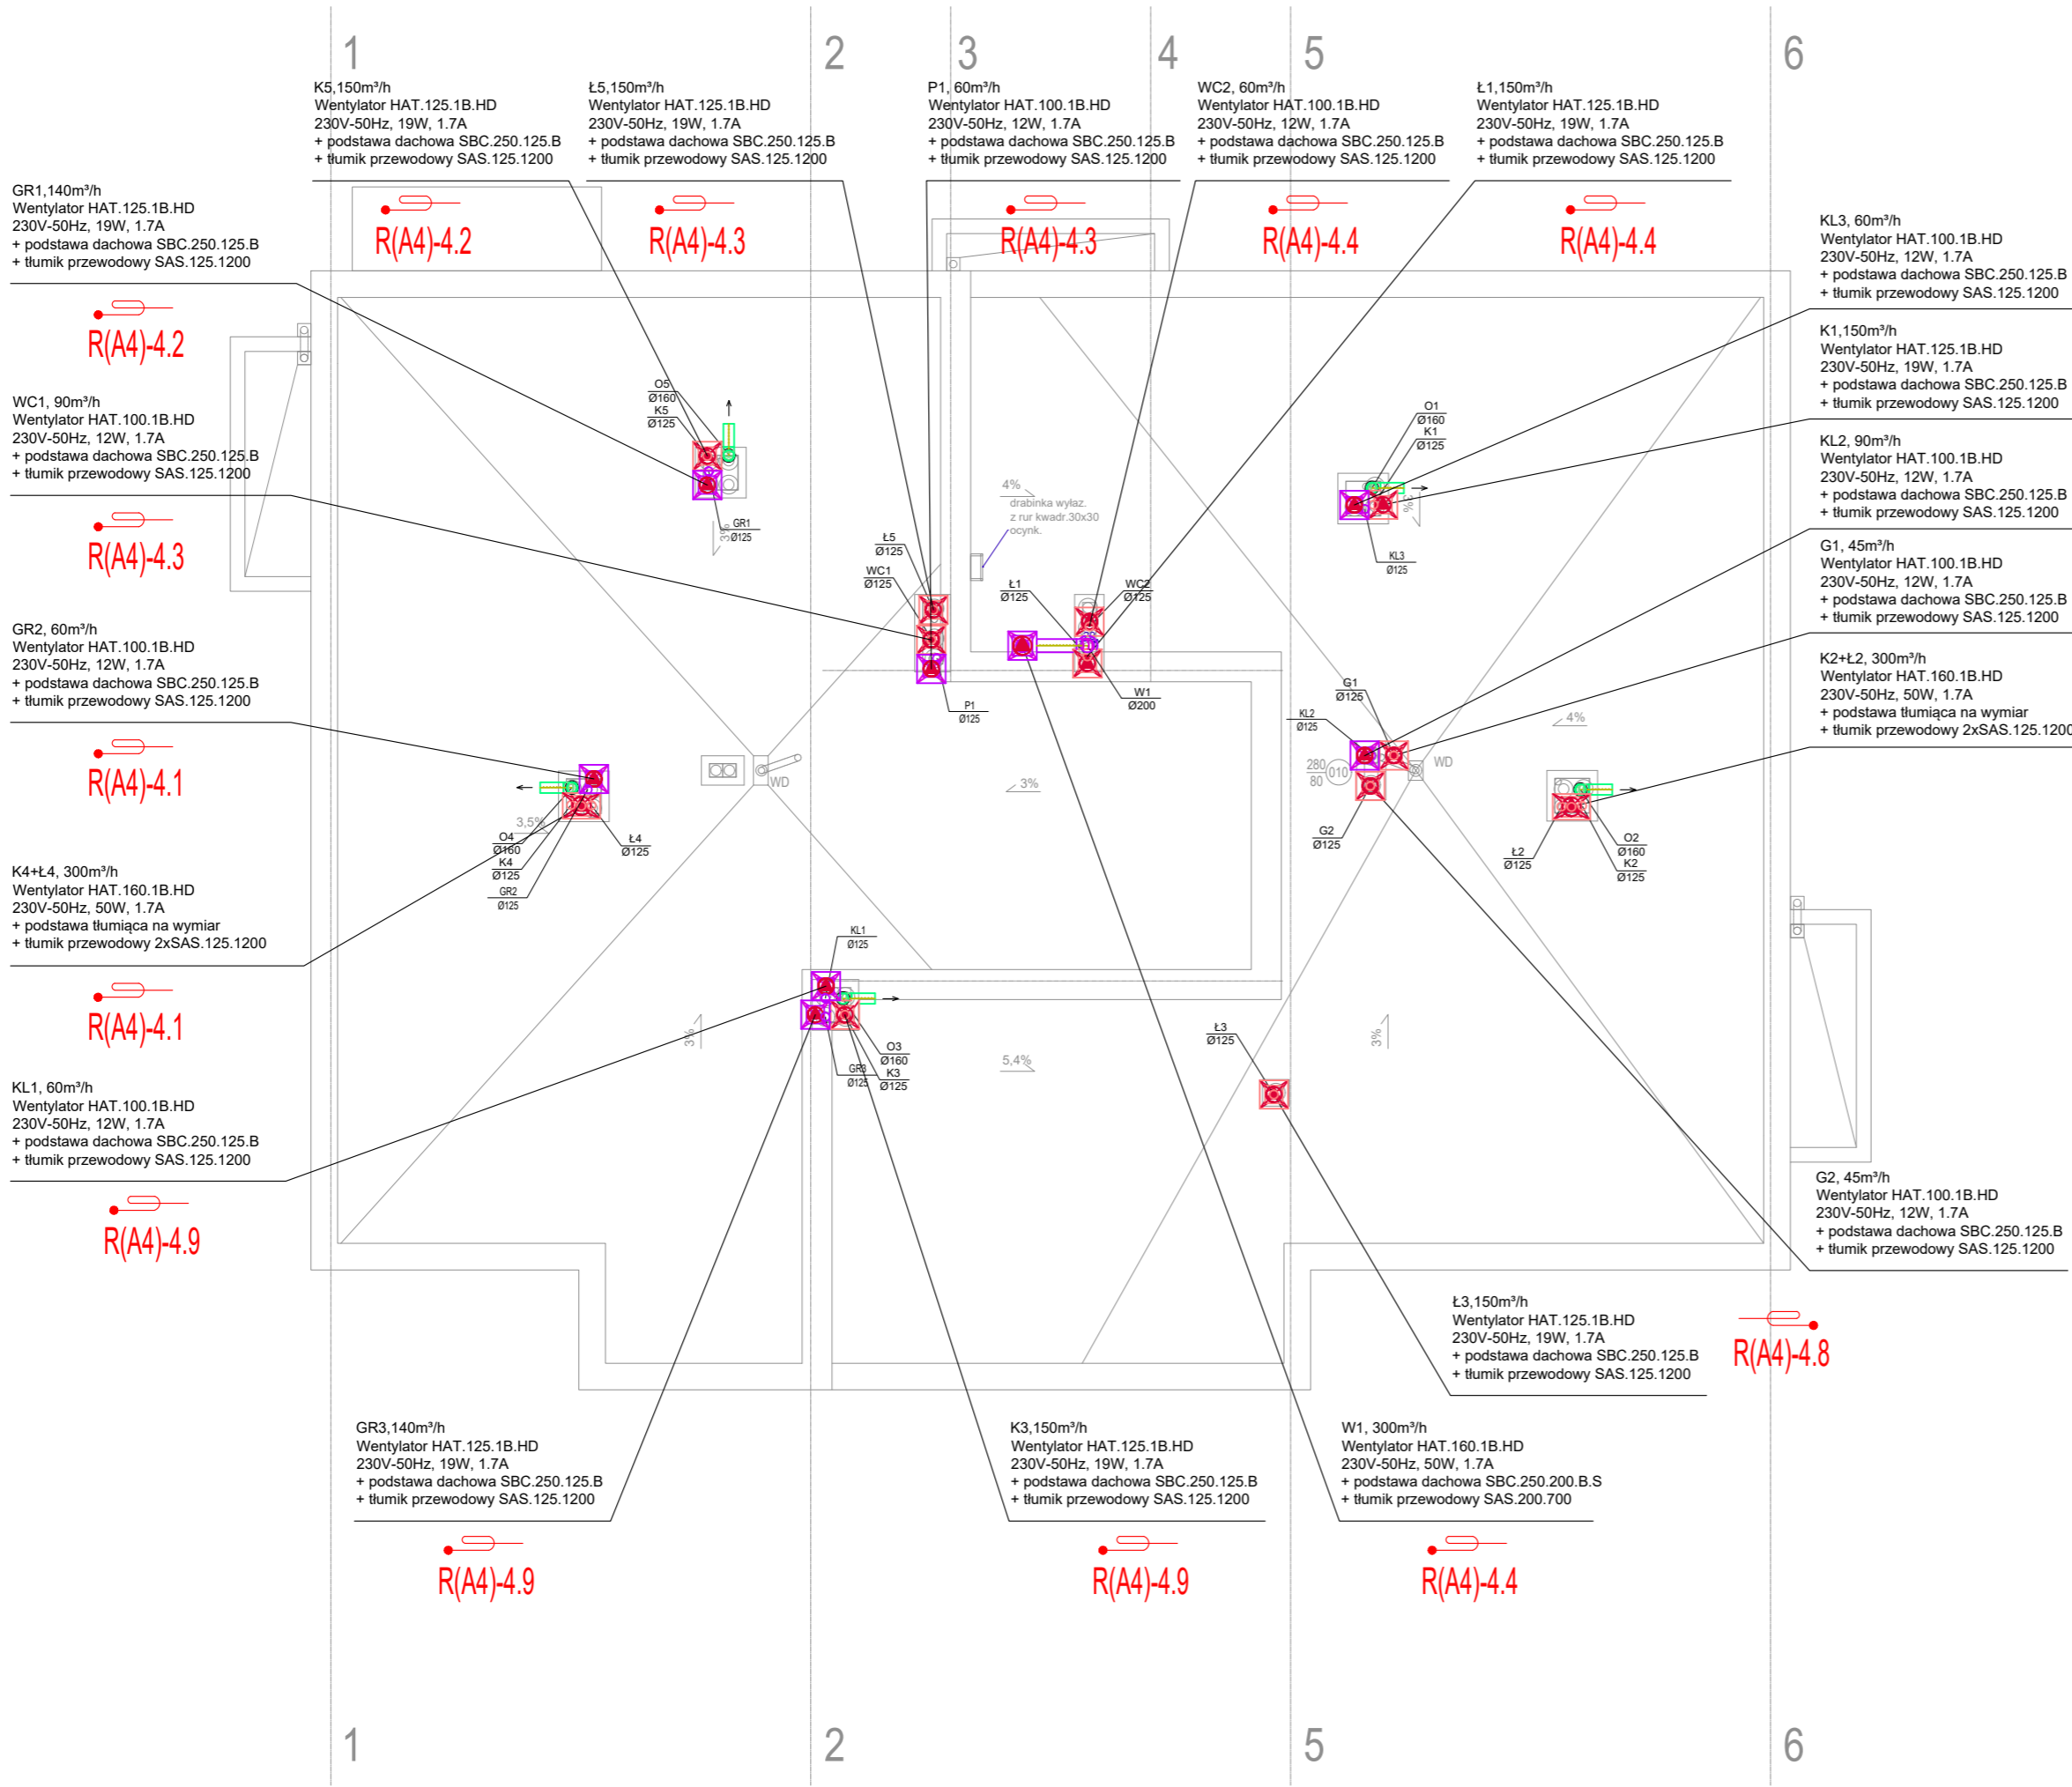 1
2
3
4
5
6
K5,150m³/h
Wentylator HAT.125.1B.HD
230V-50Hz, 19W, 1.7A
+ podstawa dachowa SBC.250.125.B
+ tłumik przewodowy SAS.125.1200
R(A4)-4.2
Ł5,150m³/h
Wentylator HAT.125.1B.HD
230V-50Hz, 19W, 1.7A
+ podstawa dachowa SBC.250.125.B
+ tłumik przewodowy SAS.125.1200
R(A4)-4.3
P1, 60m³/h
Wentylator HAT.100.1B.HD
230V-50Hz, 12W, 1.7A
+ podstawa dachowa SBC.250.125.B
+ tłumik przewodowy SAS.125.1200
R(A4)-4.3
WC2, 60m³/h
Wentylator HAT.100.1B.HD
230V-50Hz, 12W, 1.7A
+ podstawa dachowa SBC.250.125.B
+ tłumik przewodowy SAS.125.1200
R(A4)-4.4
Ł1,150m³/h
Wentylator HAT.125.1B.HD
230V-50Hz, 19W, 1.7A
+ podstawa dachowa SBC.250.125.B
+ tłumik przewodowy SAS.125.1200
R(A4)-4.4
GR1,140m³/h
Wentylator HAT.125.1B.HD
230V-50Hz, 19W, 1.7A
+ podstawa dachowa SBC.250.125.B
+ tłumik przewodowy SAS.125.1200
R(A4)-4.2
WC1, 90m³/h
Wentylator HAT.100.1B.HD
230V-50Hz, 12W, 1.7A
+ podstawa dachowa SBC.250.125.B
+ tłumik przewodowy SAS.125.1200
R(A4)-4.3
GR2, 60m³/h
Wentylator HAT.100.1B.HD
230V-50Hz, 12W, 1.7A
+ podstawa dachowa SBC.250.125.B
+ tłumik przewodowy SAS.125.1200
R(A4)-4.1
K4+Ł4, 300m³/h
Wentylator HAT.160.1B.HD
230V-50Hz, 50W, 1.7A
+ podstawa tłumiąca na wymiar
+ tłumik przewodowy 2xSAS.125.1200
R(A4)-4.1
KL1, 60m³/h
Wentylator HAT.100.1B.HD
230V-50Hz, 12W, 1.7A
+ podstawa dachowa SBC.250.125.B
+ tłumik przewodowy SAS.125.1200
R(A4)-4.9
KL3, 60m³/h
Wentylator HAT.100.1B.HD
230V-50Hz, 12W, 1.7A
+ podstawa dachowa SBC.250.125.B
+ tłumik przewodowy SAS.125.1200
K1,150m³/h
Wentylator HAT.125.1B.HD
230V-50Hz, 19W, 1.7A
+ podstawa dachowa SBC.250.125.B
+ tłumik przewodowy SAS.125.1200
KL2, 90m³/h
Wentylator HAT.100.1B.HD
230V-50Hz, 12W, 1.7A
+ podstawa dachowa SBC.250.125.B
+ tłumik przewodowy SAS.125.1200
G1, 45m³/h
Wentylator HAT.100.1B.HD
230V-50Hz, 12W, 1.7A
+ podstawa dachowa SBC.250.125.B
+ tłumik przewodowy SAS.125.1200
K2+Ł2, 300m³/h
Wentylator HAT.160.1B.HD
230V-50Hz, 50W, 1.7A
+ podstawa tłumiąca na wymiar
+ tłumik przewodowy 2xSAS.125.1200
G2, 45m³/h
Wentylator HAT.100.1B.HD
230V-50Hz, 12W, 1.7A
+ podstawa dachowa SBC.250.125.B
+ tłumik przewodowy SAS.125.1200
O5
Ø160
K5
Ø125
3%
GR1
Ø125
4%
drabinka wyłaz.
z rur kwadr.30x30
ocynk.
O1
Ø160
K1
Ø125
3%
KL3
Ø125
Ł5
Ø125
WC1
Ø125
Ł1
Ø125
WC2
Ø125
W1
Ø200
P1
Ø125
G1
Ø125
KL2
Ø125
280
80
010
WD
4%
G2
Ø125
Ł2
Ø125
O2
Ø160
K2
Ø125
WD
3%
3,5%
O4
Ø160
K4
Ø125
GR2
Ø125
Ł4
Ø125
KL1
Ø125
3%
O3
Ø160
K3
Ø125
GR3
Ø125
5,4%
Ł3
Ø125
3%
Ł3,150m³/h
Wentylator HAT.125.1B.HD
230V-50Hz, 19W, 1.7A
+ podstawa dachowa SBC.250.125.B
+ tłumik przewodowy SAS.125.1200
R(A4)-4.8
GR3,140m³/h
Wentylator HAT.125.1B.HD
230V-50Hz, 19W, 1.7A
+ podstawa dachowa SBC.250.125.B
+ tłumik przewodowy SAS.125.1200
R(A4)-4.9
K3,150m³/h
Wentylator HAT.125.1B.HD
230V-50Hz, 19W, 1.7A
+ podstawa dachowa SBC.250.125.B
+ tłumik przewodowy SAS.125.1200
R(A4)-4.9
W1, 300m³/h
Wentylator HAT.160.1B.HD
230V-50Hz, 50W, 1.7A
+ podstawa dachowa SBC.250.200.B.S
+ tłumik przewodowy SAS.200.700
R(A4)-4.4
1
2
5
6